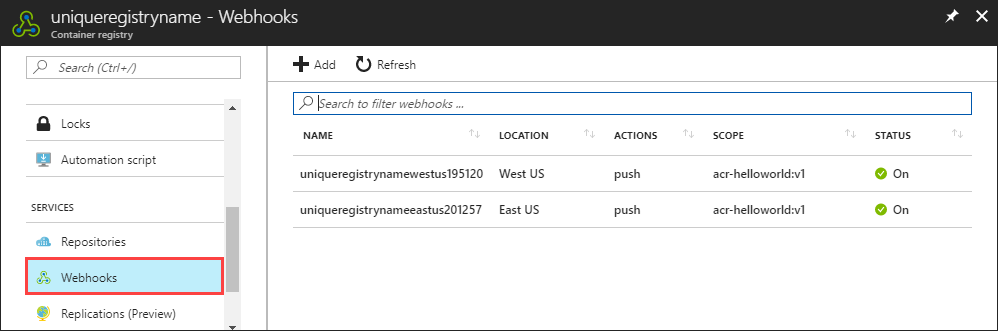 uniqueregistryname - Webhooks
Container registry
Search (Ctrl+/)
Locks
Automation script
SERVICES
Repositories
Webhooks
Replications (Preview)
Add Refresh
Search to filter webhooks ...
NAME LOCATION ACTIONS SCOPE STATUS
uniqueregistrynamewestus195120 West US push acr-helloworld:v1 On
uniqueregistrynameeastus201257 East US push acr-helloworld:v1 On